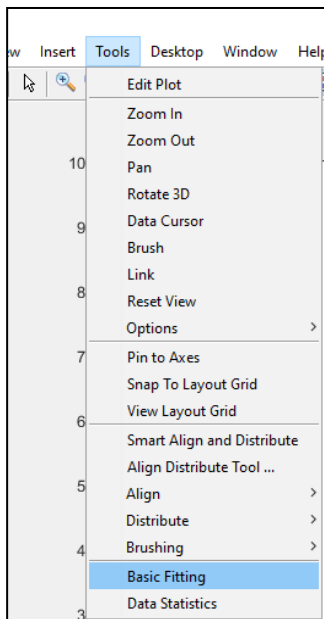 ew Insert Tools Desktop Window Help
Edit Plot
Zoom In
Zoom Out
10 Pan
Rotate 3D
9 Data Cursor
Brush
Link
8 Reset View
Options
7 Pin to Axes
Snap To Layout Grid
6 View Layout Grid
Smart Align and Distribute
Align Distribute Tool ...
5 Align
Distribute
4 Brushing
Basic Fitting
3 Data Statistics